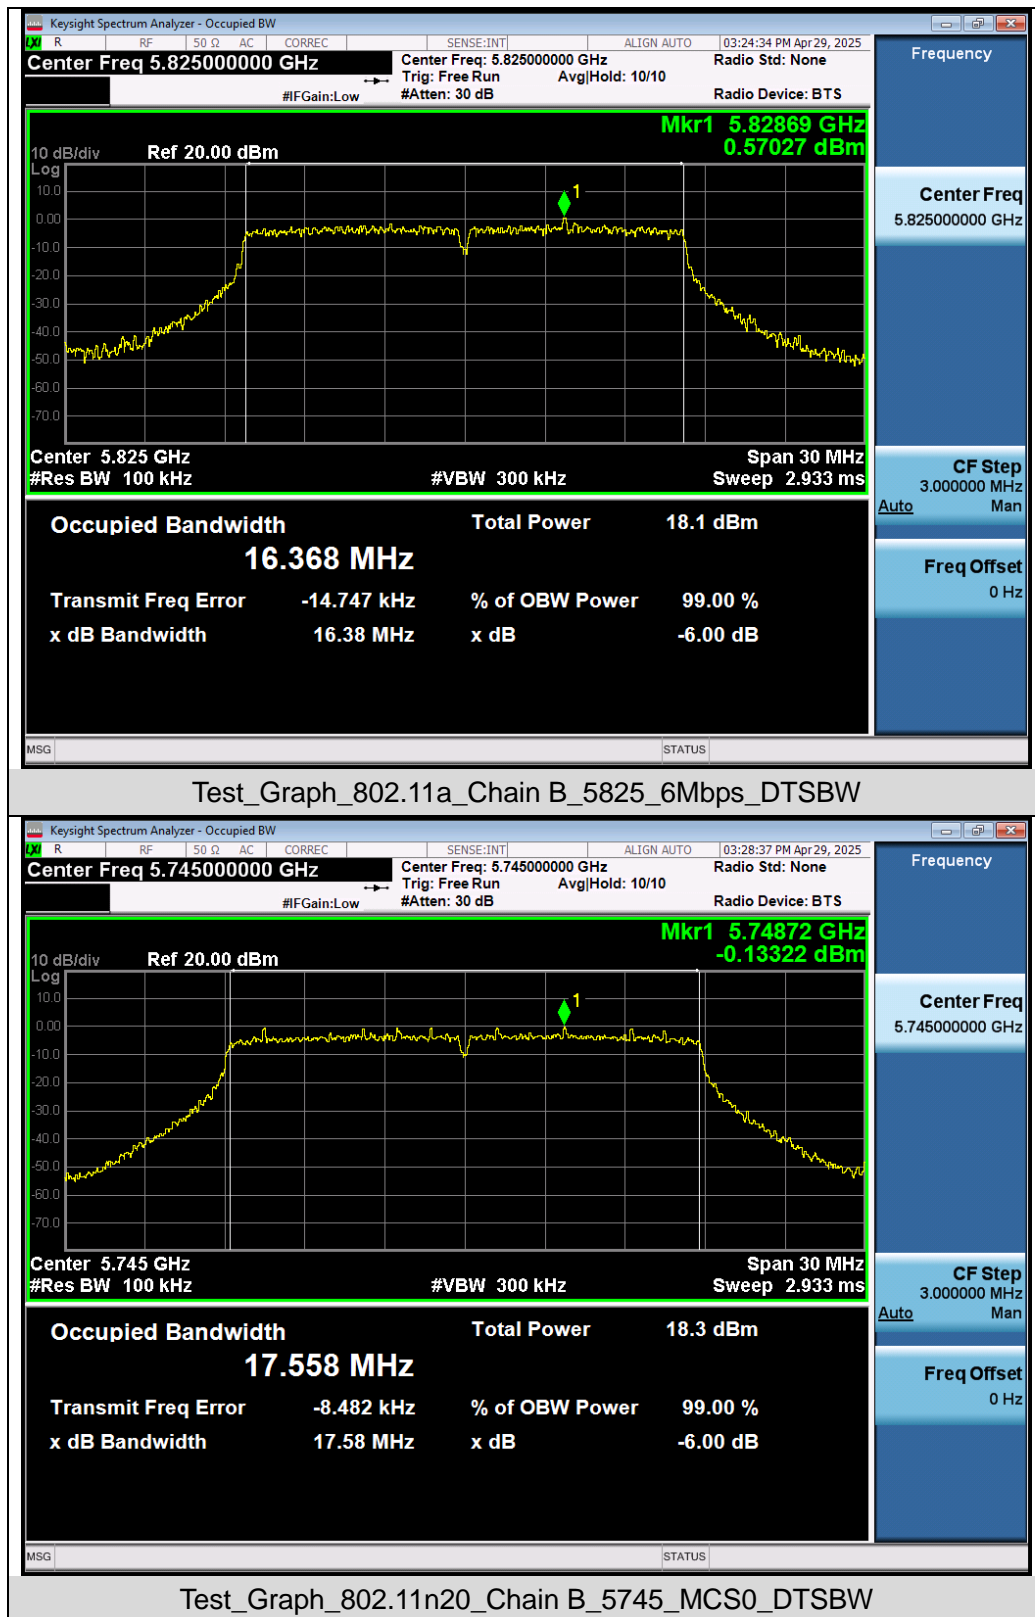 Keysight Spectrum Analyzer - Occupied BW
LXI R RF 50 Ω AC CORREC SENSE:INT ALIGN AUTO 03:24:34 PM Apr 29, 2025
Center Freq 5.825000000 GHz
Center Freq: 5.825000000 GHz
Radio Std: None
Trig: Free Run Avg|Hold: 10/10
#IFGain:Low #Atten: 30 dB
Radio Device: BTS
Frequency
Mkr1 5.82869 GHz
0.57027 dBm
10 dB/div Ref 20.00 dBm
Log
10.0
0.00
-10.0
-20.0
-30.0
-40.0
-50.0
-60.0
-70.0
1
Center Freq
5.825000000 GHz
Center 5.825 GHz Span 30 MHz
#Res BW 100 kHz #VBW 300 kHz Sweep 2.933 ms
CF Step
3.000000 MHz
Auto Man
Occupied Bandwidth Total Power 18.1 dBm
16.368 MHz
Freq Offset
0 Hz
Transmit Freq Error -14.747 kHz % of OBW Power 99.00 %
x dB Bandwidth 16.38 MHz x dB -6.00 dB
MSG STATUS
Test_Graph_802.11a_Chain B_5825_6Mbps_DTSBW
Keysight Spectrum Analyzer - Occupied BW
LXI R RF 50 Ω AC CORREC SENSE:INT ALIGN AUTO 03:28:37 PM Apr 29, 2025
Center Freq 5.745000000 GHz
Center Freq: 5.745000000 GHz
Radio Std: None
Trig: Free Run Avg|Hold: 10/10
#IFGain:Low #Atten: 30 dB
Radio Device: BTS
Frequency
Mkr1 5.74872 GHz
-0.13322 dBm
10 dB/div Ref 20.00 dBm
Log
10.0
0.00
-10.0
-20.0
-30.0
-40.0
-50.0
-60.0
-70.0
1
Center Freq
5.745000000 GHz
Center 5.745 GHz Span 30 MHz
#Res BW 100 kHz #VBW 300 kHz Sweep 2.933 ms
CF Step
3.000000 MHz
Auto Man
Occupied Bandwidth Total Power 18.3 dBm
17.558 MHz
Freq Offset
0 Hz
Transmit Freq Error -8.482 kHz % of OBW Power 99.00 %
x dB Bandwidth 17.58 MHz x dB -6.00 dB
MSG STATUS
Test_Graph_802.11n20_Chain B_5745_MCS0_DTSBW